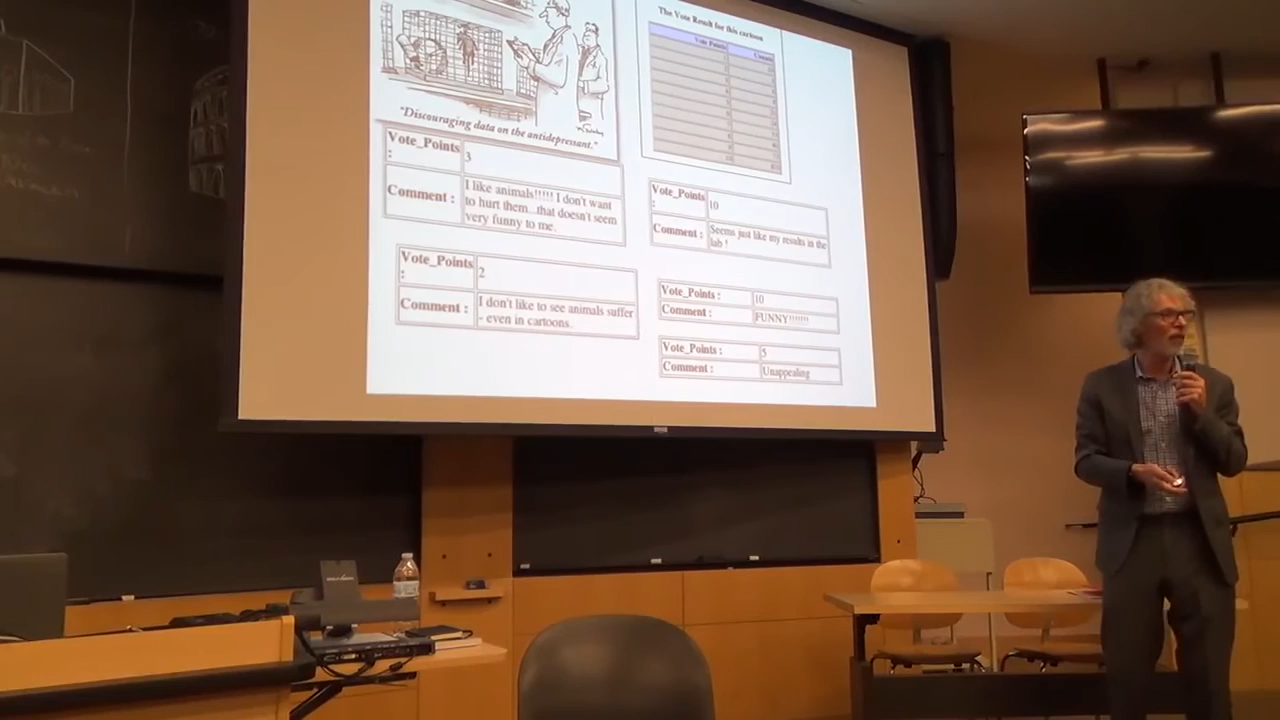 "Discouraging data on the antidepressant."
Vote_Points
:
3
Comment :
I like animals!!!!! I don't want
to hurt them...that doesn't seem
very funny to me.
Vote_Points
:
2
Comment :
I don't like to see animals suffer
- even in cartoons.
The Vote Result for this cartoon
Vote Points
Counts
Vote_Points
:
10
Comment :
Seems just like my results in the
lab !
Vote_Points :
10
Comment :
FUNNY!!!!!!!
Vote_Points :
5
Comment :
Unappealing